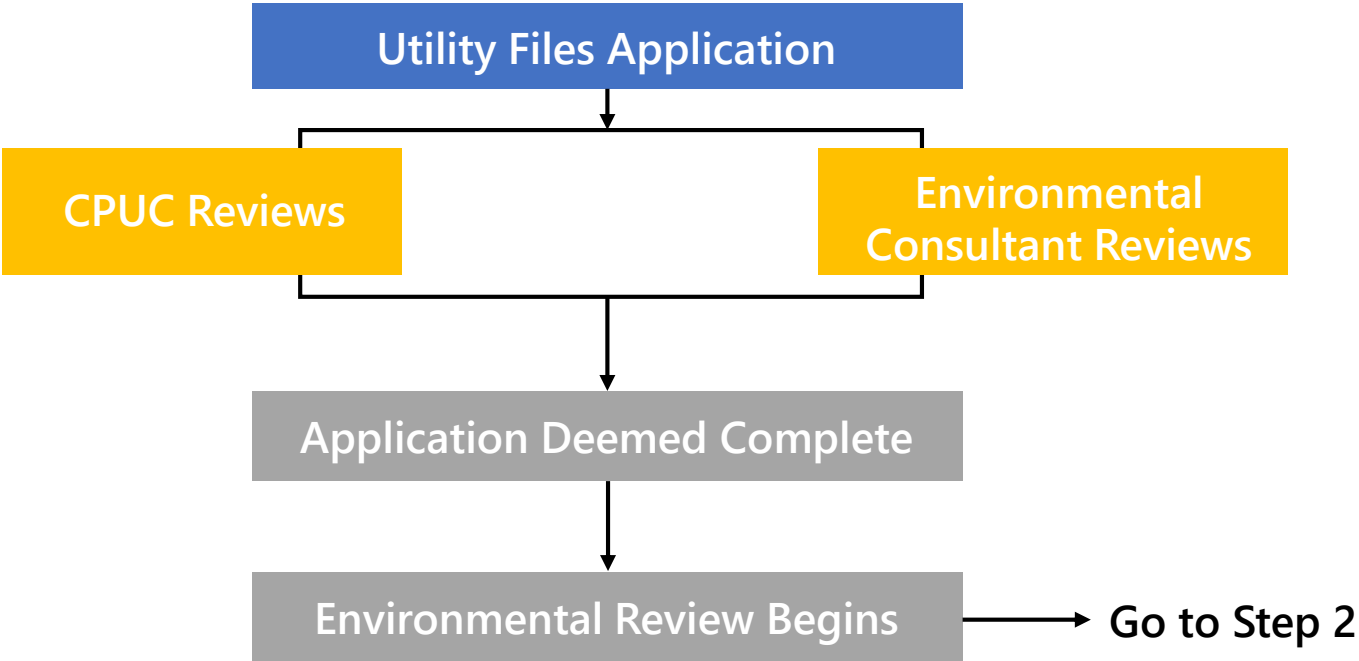 Utility Files Application
CPUC Reviews
Environmental
Consultant Reviews
Application Deemed Complete
Environmental Review Begins
Go to Step 2